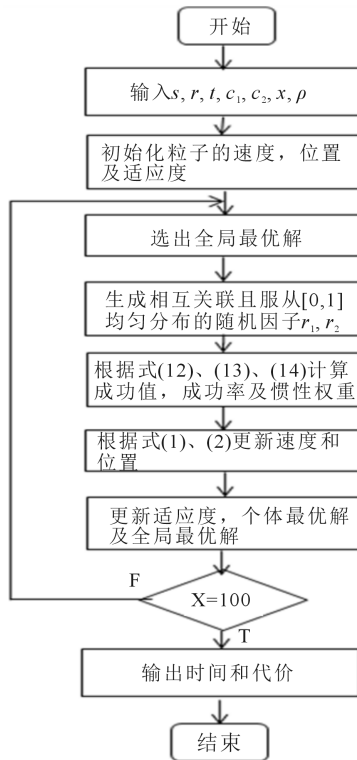 开始
输入s, r, t, c₁, c₂, x, ρ
初始化粒子的速度，位置
及适应度
选出全局最优解
生成相互关联且服从[0,1]
均匀分布的随机因子r₁, r₂
根据式(12)、(13)、(14)计算
成功值，成功率及惯性权重
根据式(1)、(2)更新速度和
位置
更新适应度，个体最优解
及全局最优解
F
X=100
T
输出时间和代价
结束